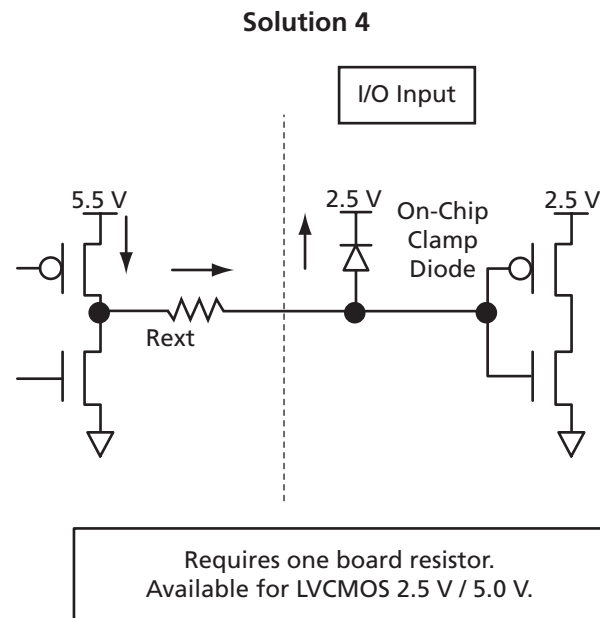 Solution 4
I/O Input
5.5 V
2.5 V
On-Chip
Clamp
Diode
2.5 V
Rext
Requires one board resistor.
Available for LVCMOS 2.5 V / 5.0 V.